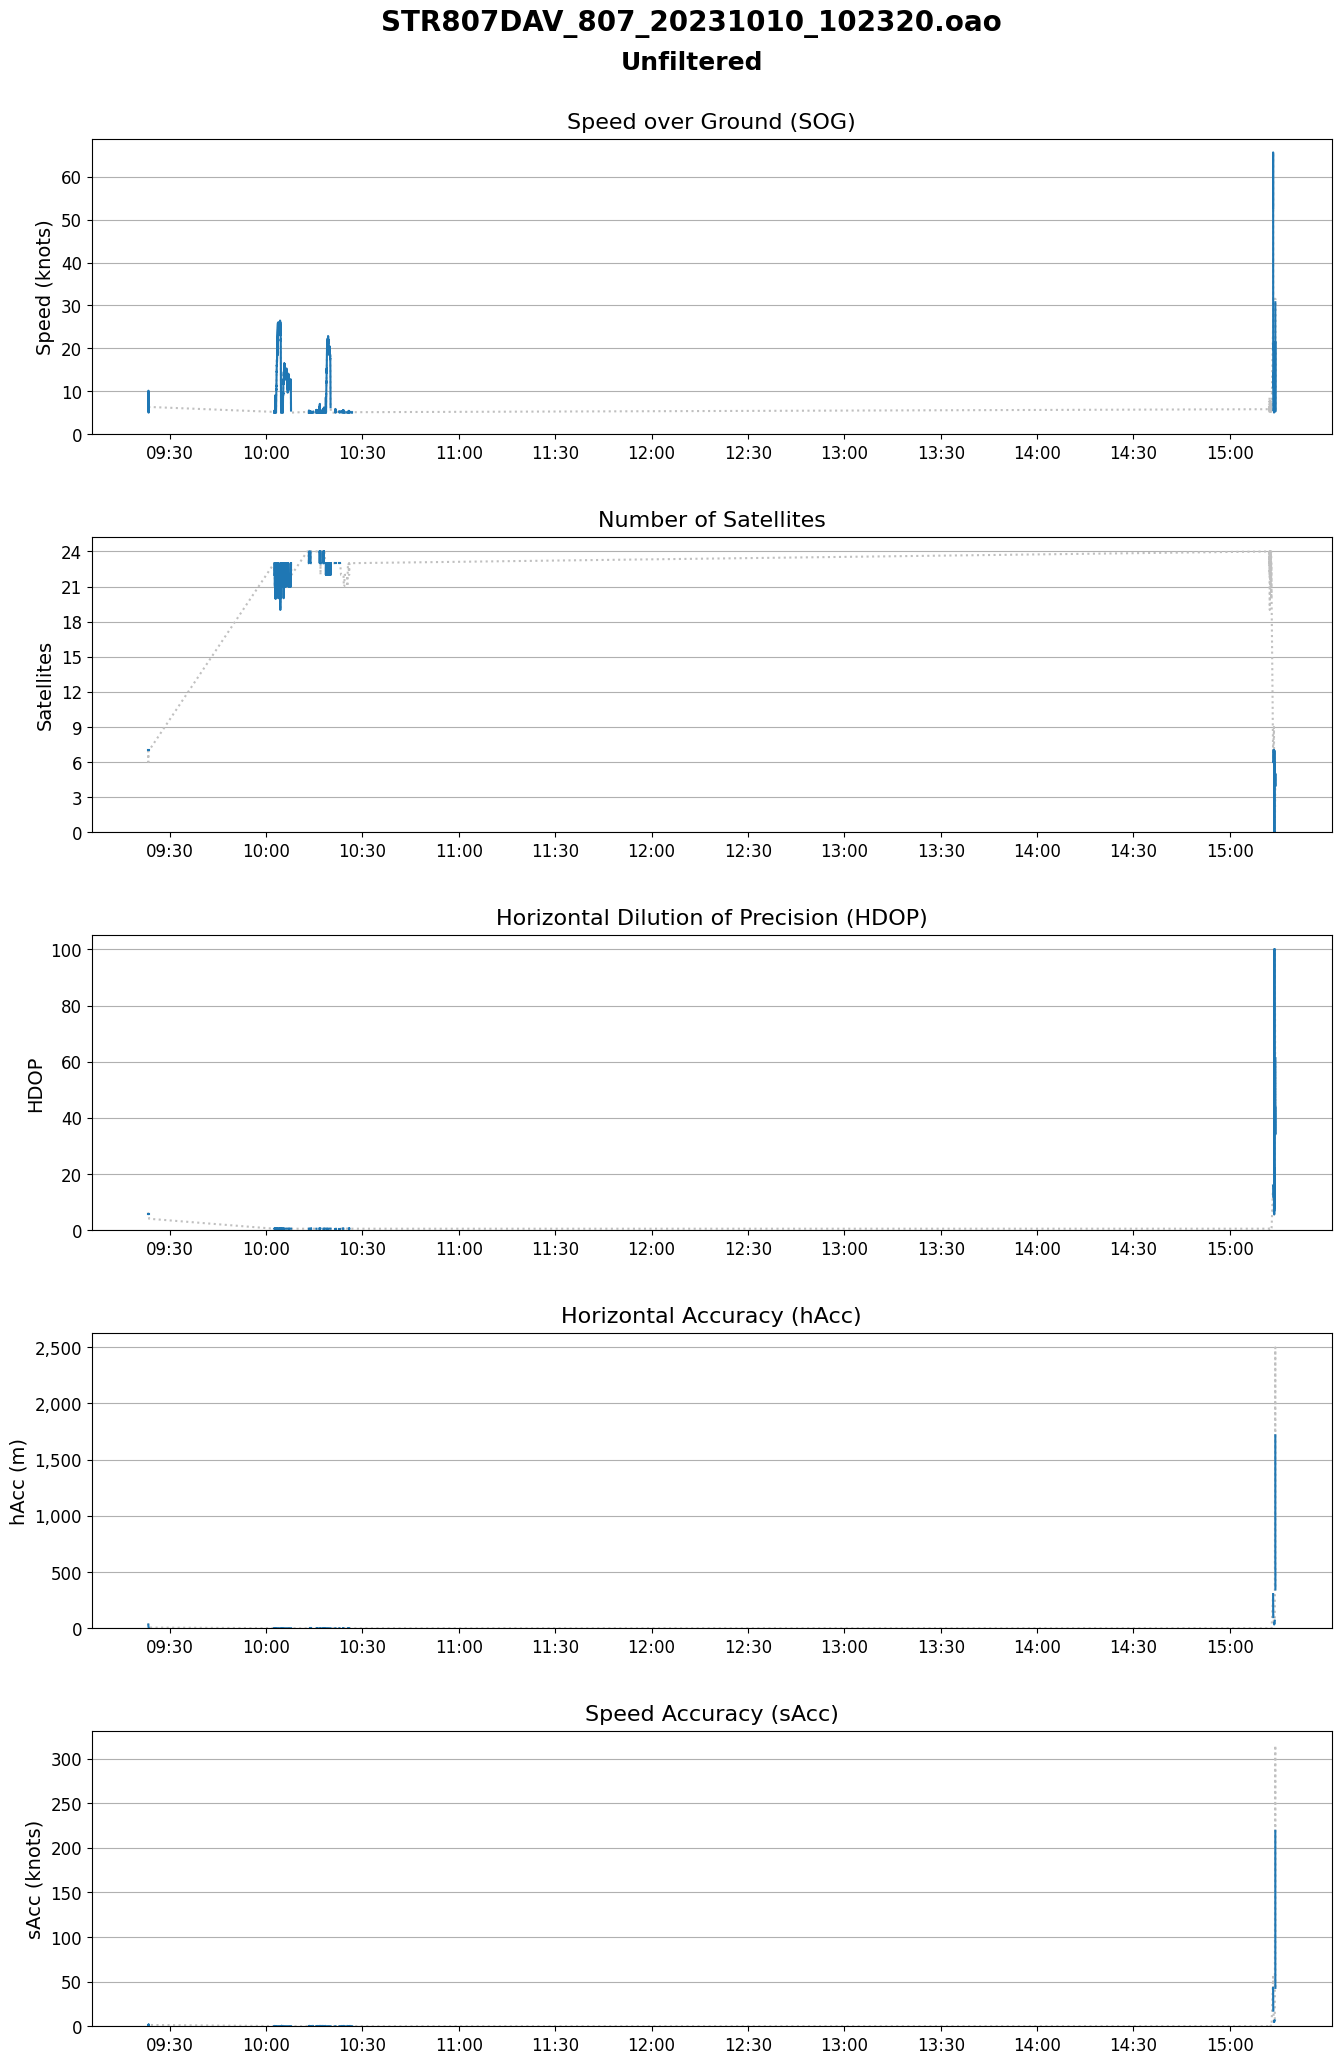 STR807DAV_807_20231010_102320.oao
Unfiltered
Speed over Ground (SOG)
Speed (knots)
60
50
40
30
20
10
0
09:30 10:00 10:30 11:00 11:30 12:00 12:30 13:00 13:30 14:00 14:30 15:00
Number of Satellites
Satellites
24
21
18
15
12
9
6
3
0
09:30 10:00 10:30 11:00 11:30 12:00 12:30 13:00 13:30 14:00 14:30 15:00
Horizontal Dilution of Precision (HDOP)
HDOP
100
80
60
40
20
0
09:30 10:00 10:30 11:00 11:30 12:00 12:30 13:00 13:30 14:00 14:30 15:00
Horizontal Accuracy (hAcc)
hAcc (m)
2,500
2,000
1,500
1,000
500
0
09:30 10:00 10:30 11:00 11:30 12:00 12:30 13:00 13:30 14:00 14:30 15:00
Speed Accuracy (sAcc)
sAcc (knots)
300
250
200
150
100
50
0
09:30 10:00 10:30 11:00 11:30 12:00 12:30 13:00 13:30 14:00 14:30 15:00